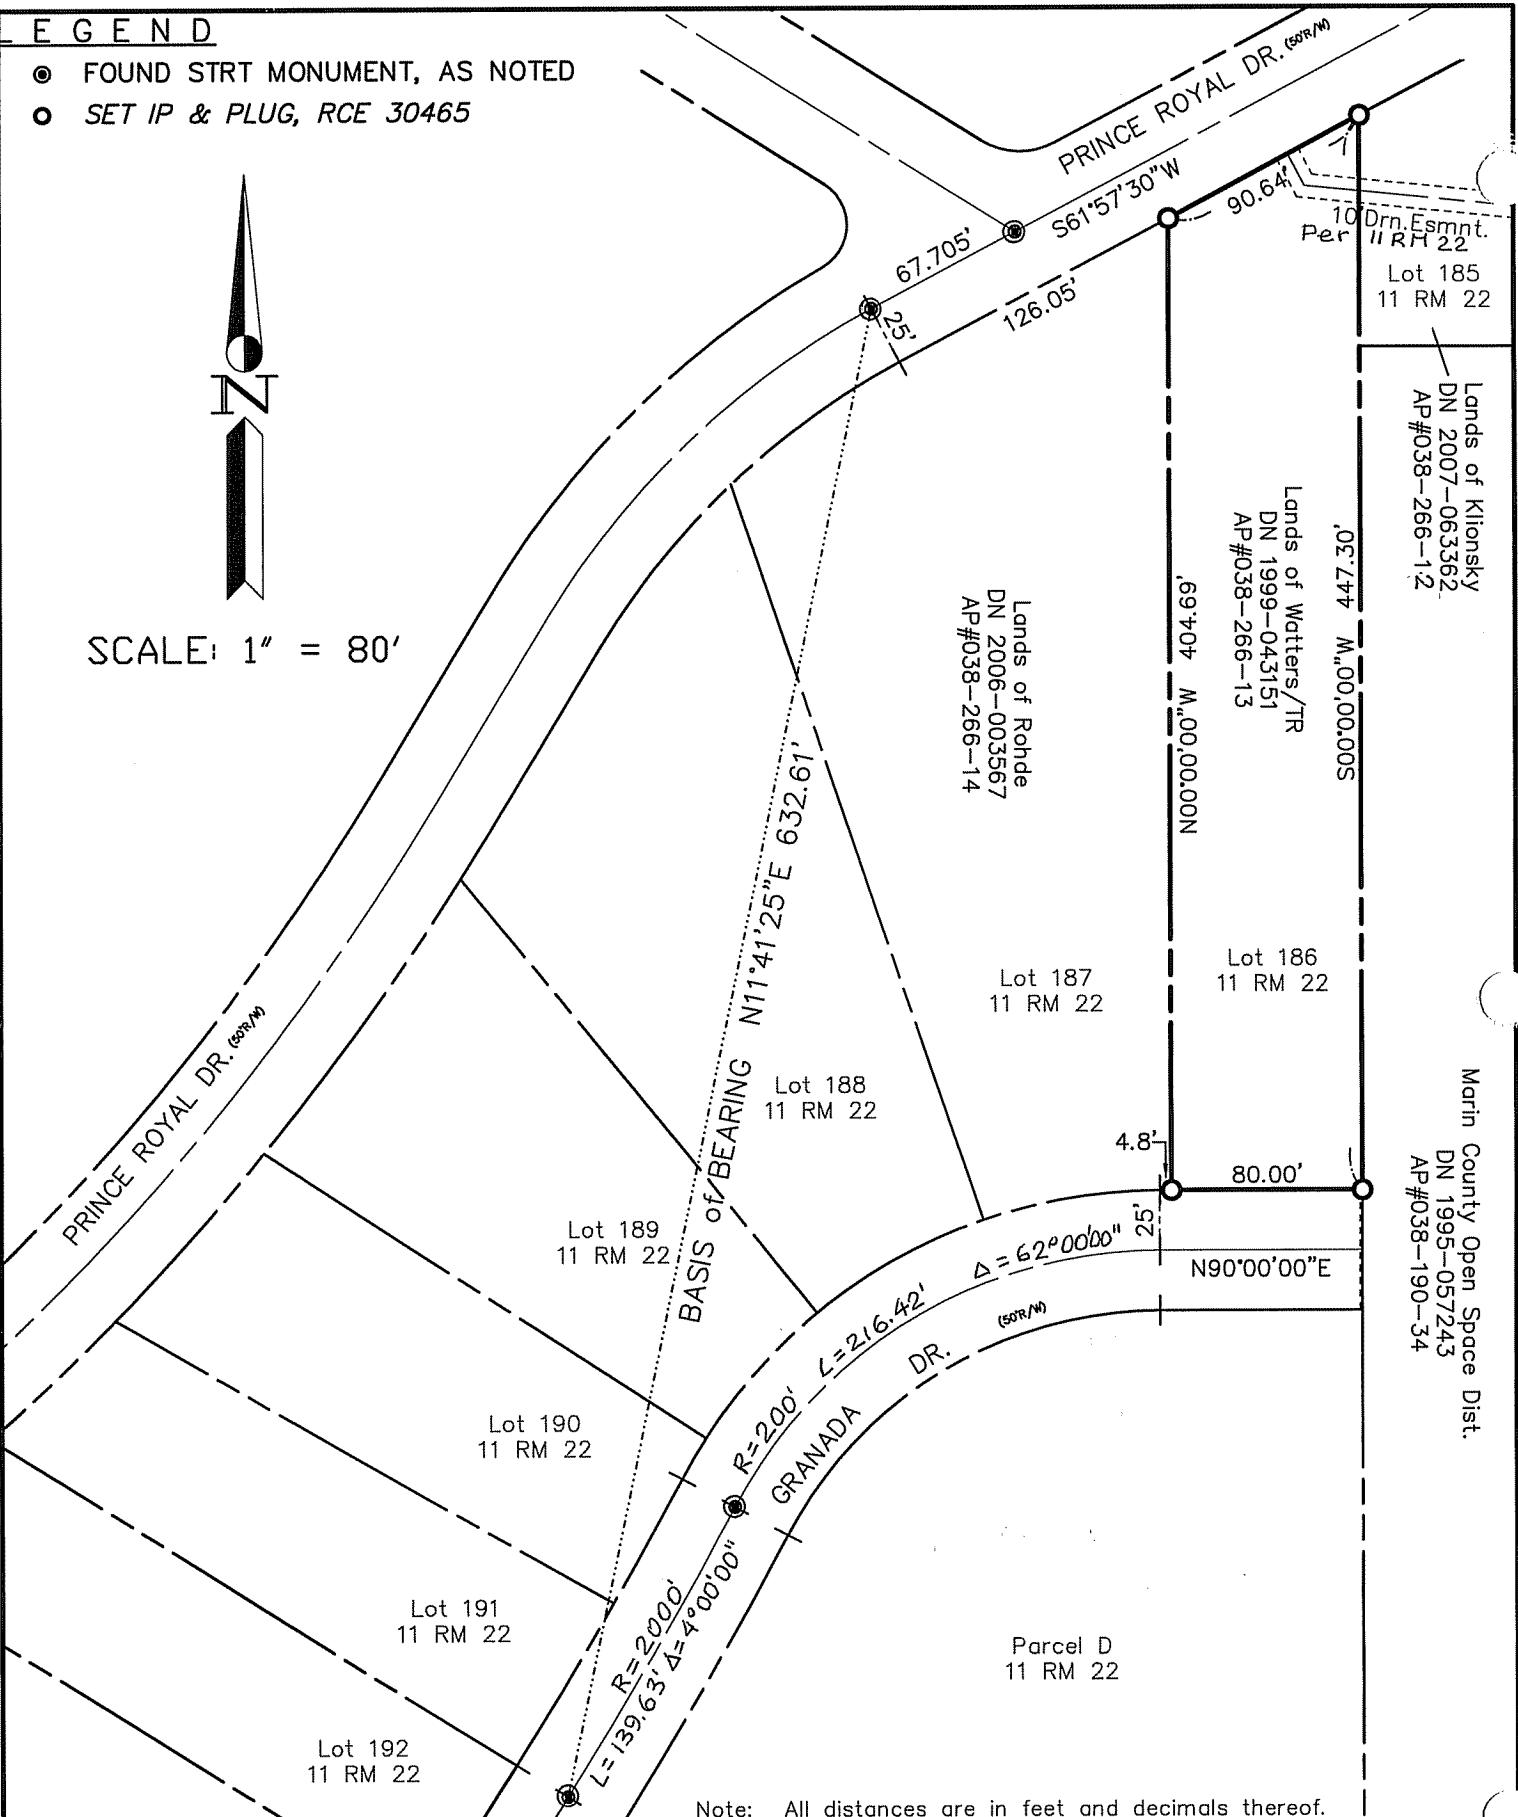 LEGEND
FOUND STRT MONUMENT, AS NOTED
SET IP & PLUG, RCE 30465
N
SCALE: 1" = 80'
PRINCE ROYAL DR. (50'R/W)
S61°57'30"W
67.705'
25'
126.05'
90.64'
10' Drn. Esmnt.
Per 11 RM 22
Lot 185
11 RM 22
Lands of Klionsky
DN 2007-063362
AP#038-266-12
Lands of Watters/TR
DN 1999-043151
AP#038-266-13
S00°00'00"W 447.30'
N00°00'00"W 404.69'
Lands of Rohde
DN 2006-003567
AP#038-266-14
BASIS of BEARING N11°41'25"E 632.61'
Lot 187
11 RM 22
Lot 186
11 RM 22
PRINCE ROYAL DR. (50'R/W)
Lot 188
11 RM 22
4.8'
80.00'
25'
N90°00'00"E
Marin County Open Space Dist.
DN 1995-057243
AP#038-190-34
Lot 189
11 RM 22
R=200' L=216.42' Δ=62°00'00"
GRANADA DR. (50'R/W)
Lot 190
11 RM 22
R=2000'
L=139.63' Δ=4°00'00"
Lot 191
11 RM 22
Parcel D
11 RM 22
Lot 192
11 RM 22
Note: All distances are in feet and decimals thereof.